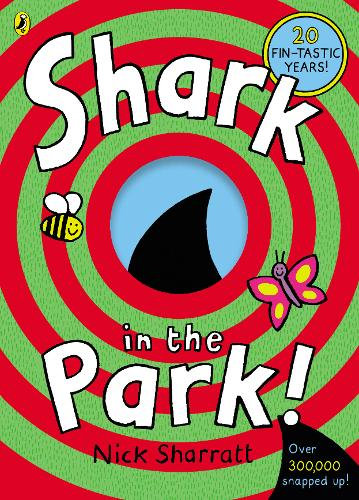 20
FIN-TASTIC
YEARS!
Shark
in the
Park!
Nick Sharratt
Over
300,000
snapped up!